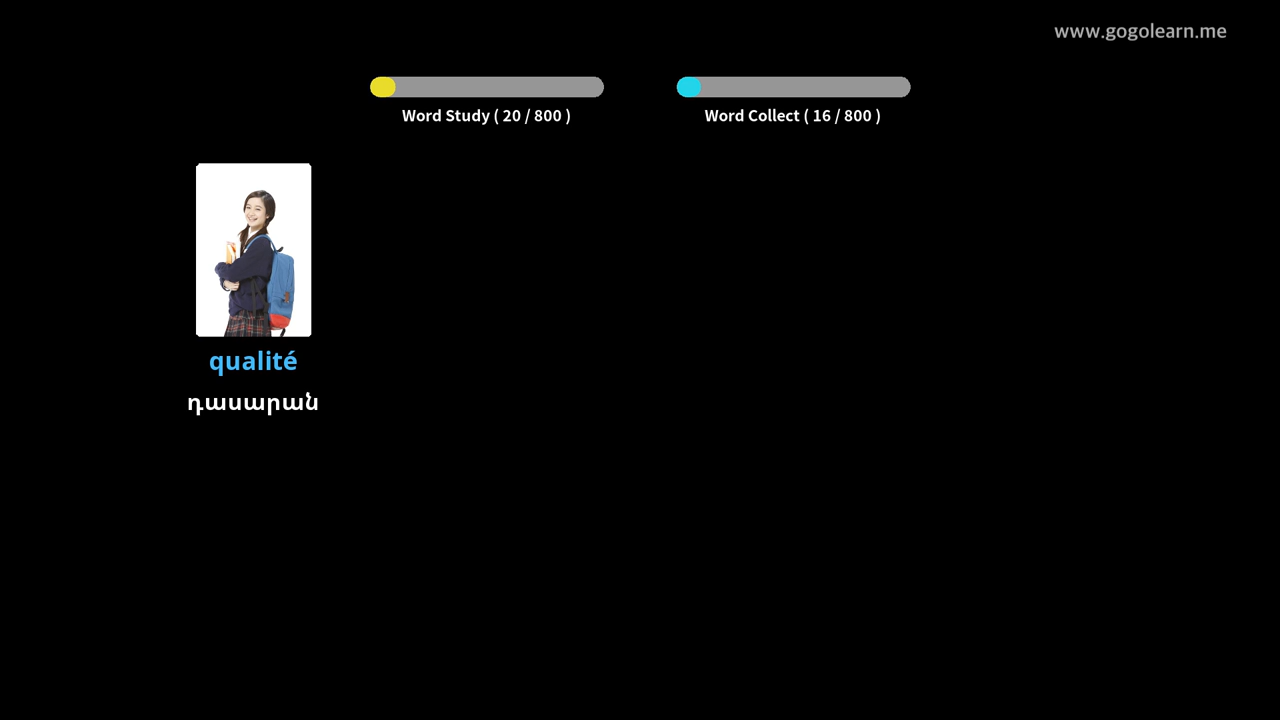 www.gogolearn.me
Word Study ( 20 / 800 )
Word Collect ( 16 / 800 )
qualité
դասարան